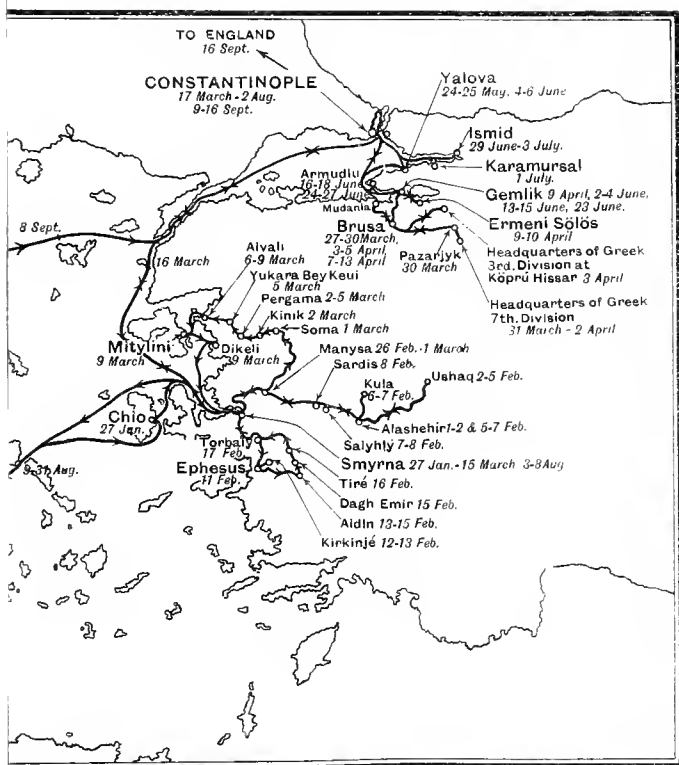 TO ENGLAND
16 Sept.
CONSTANTINOPLE
17 March - 2 Aug.
9-16 Sept.
Yalova
24-25 May, 4-6 June
Ismid
29 June-3 July.
Karamursal
1 July.
Armudlu
16-18 June
24-27 June
Gemlik 9 April, 2-4 June,
13-15 June, 23 June.
Mudania
Ermeni Sölös
9-10 April
Brusa
27-30 March,
3-5 April,
7-13 April
Pazarjyk
30 March
Headquarters of Greek
3rd. Division at
Köprü Hissar 3 April
Headquarters of Greek
7th. Division
31 March - 2 April
8 Sept.
16 March
Aivali
6-9 March
Yukara Bey Keui
5 March
Pergama 2-5 March
Kinik 2 March
Soma 1 March
Mitylini
9 March
Dikeli
9 March
Manysa 26 Feb.-1 March
Sardis 8 Feb.
Kula
6-7 Feb.
Ushaq 2-5 Feb.
Alashehir 1-2 & 5-7 Feb.
Salyhly 7-8 Feb.
Chio
27 Jan.
Torbaly
17 Feb.
Smyrna 27 Jan.-15 March 3-8 Aug
9-31 Aug.
Ephesus
11 Feb.
Tiré 16 Feb.
Dagh Emir 15 Feb.
Aidin 13-15 Feb.
Kirkinjé 12-13 Feb.